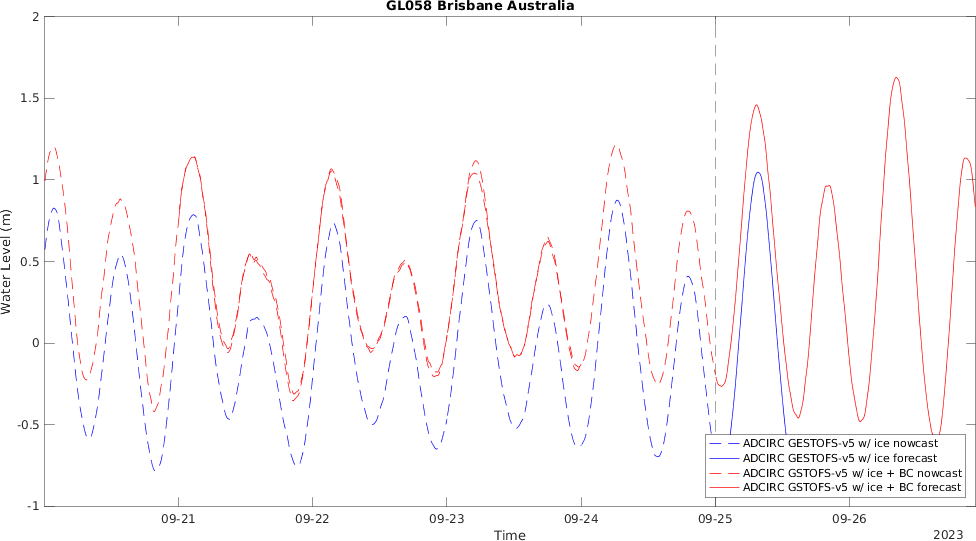 GL058 Brisbane Australia
2
1.5
1
0.5
0
-0.5
-1
Water Level (m)
09-21 09-22 09-23 09-24 09-25 09-26
Time
2023
ADCIRC GESTOFS-v5 w/ ice nowcast
ADCIRC GESTOFS-v5 w/ ice forecast
ADCIRC GSTOFS-v5 w/ ice + BC nowcast
ADCIRC GSTOFS-v5 w/ ice + BC forecast